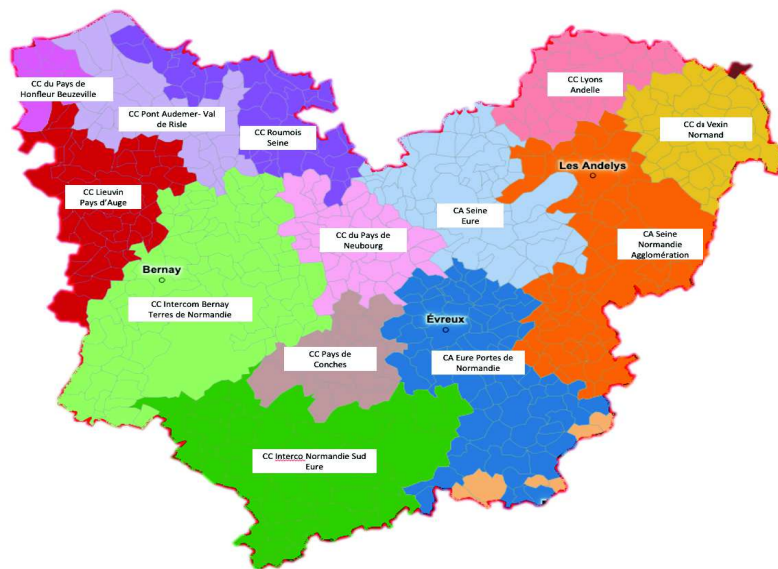 CC du Pays de
Honfleur Beuzeville
CC Pont Audemer- Val
de Risle
CC Roumois
Seine
CC Lyons
Andelle
CC du Vexin
Normand
Les Andelys
CC Lieuvin
Pays d'Auge
CA Seine
Eure
CC du Pays de
Neubourg
CA Seine
Normandie
Agglomération
Bernay
CC Intercom Bernay
Terres de Normandie
Évreux
CC Pays de
Conches
CA Eure Portes de
Normandie
CC Interco Normandie Sud
Eure